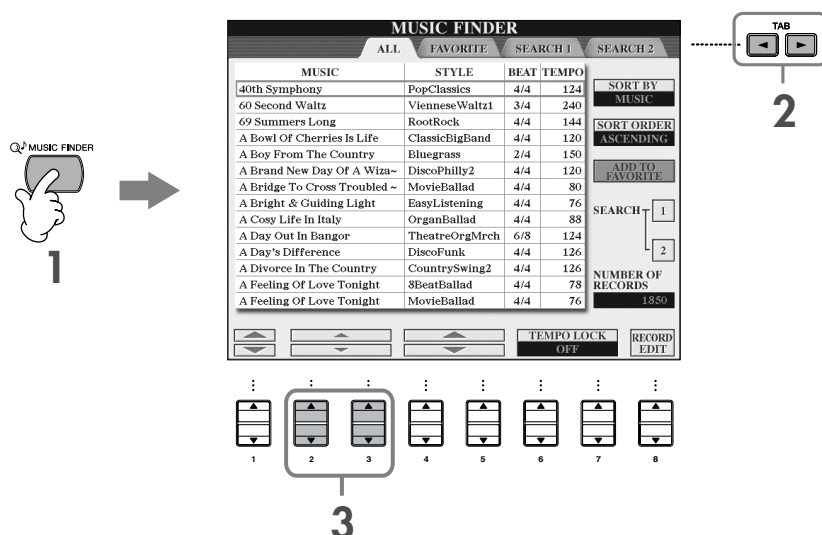 MUSIC FINDER
ALL FAVORITE SEARCH 1 SEARCH 2
TAB
2
MUSIC STYLE BEAT TEMPO
40th Symphony PopClassics 4/4 124
60 Second Waltz VienneseWaltz1 3/4 240
69 Summers Long RootRock 4/4 144
A Bowl Of Cherries Is Life ClassicBigBand 4/4 120
A Boy From The Country Bluegrass 2/4 150
A Brand New Day Of A Wiza~ DiscoPhilly2 4/4 120
A Bridge To Cross Troubled ~ MovieBallad 4/4 80
A Bright & Guiding Light EasyListening 4/4 76
A Cosy Life In Italy OrganBallad 4/4 88
A Day Out In Bangor TheatreOrgMrch 6/8 124
A Day's Difference DiscoFunk 4/4 126
A Divorce In The Country CountrySwing2 4/4 126
A Feeling Of Love Tonight 8BeatBallad 4/4 78
A Feeling Of Love Tonight MovieBallad 4/4 76
SORT BY
MUSIC
SORT ORDER
ASCENDING
ADD TO
FAVORITE
SEARCH 1
2
NUMBER OF
RECORDS
1850
MUSIC FINDER
1
TEMPO LOCK
OFF
RECORD
EDIT
1 2 3 4 5 6 7 8
3